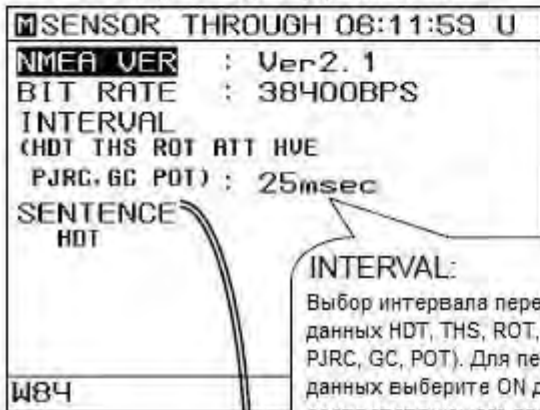 M SENSOR THROUGH 06:11:59 U
NMEA VER : Ver2.1
BIT RATE : 38400BPS
INTERVAL
(HDT THS ROT ATT HVE
PJRC, GC POT) : 25msec
SENTENCE
HDT
INTERVAL:
Выбор интервала пере
данных HDT, THS, ROT,
PJRC, GC, POT). Для пе
данных выберите ON д
W84